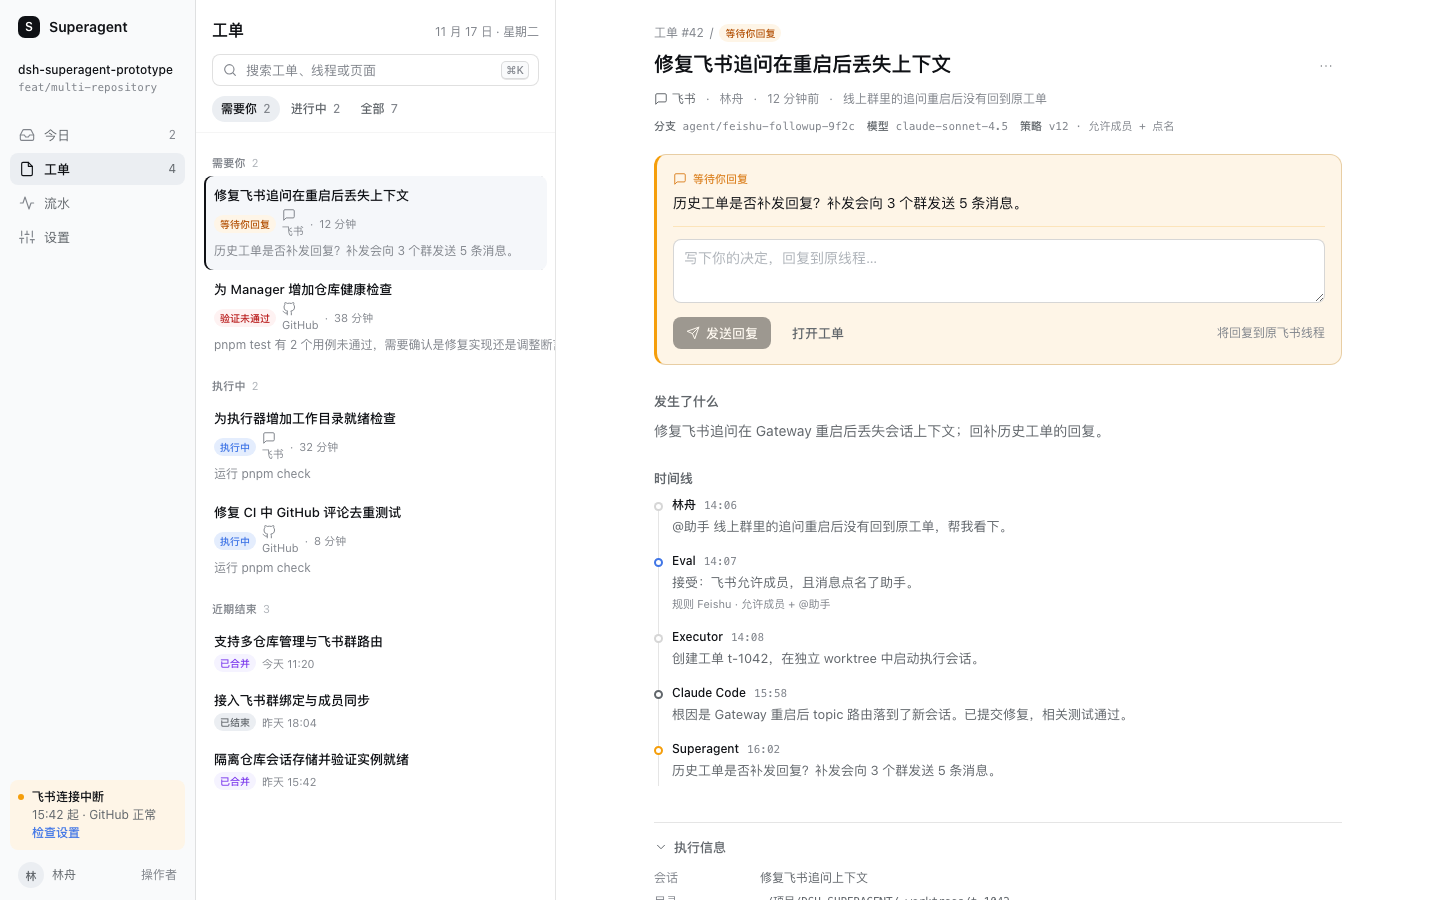 S Superagent
dsh-superagent-prototype
feat/multi-repository
今日 2
工单 4
流水
设置
飞书连接中断
15:42 起 · GitHub 正常
检查设置
林 林舟 操作者
工单 11 月 17 日 · 星期二
搜索工单、线程或页面 ⌘K
需要你 2 进行中 2 全部 7
需要你 2
修复飞书追问在重启后丢失上下文
等待你回复 飞书 · 12 分钟
历史工单是否补发回复？补发会向 3 个群发送 5 条消息。
为 Manager 增加仓库健康检查
验证未通过 GitHub · 38 分钟
pnpm test 有 2 个用例未通过，需要确认是修复实现还是调整断
执行中 2
为执行器增加工作目录就绪检查
执行中 飞书 · 32 分钟
运行 pnpm check
修复 CI 中 GitHub 评论去重测试
执行中 GitHub · 8 分钟
运行 pnpm check
近期结束 3
支持多仓库管理与飞书群路由
已合并 今天 11:20
接入飞书群绑定与成员同步
已结束 昨天 18:04
隔离仓库会话存储并验证实例就绪
已合并 昨天 15:42
工单 #42 / 等待你回复
修复飞书追问在重启后丢失上下文 ...
飞书 · 林舟 · 12 分钟前 · 线上群里的追问重启后没有回到原工单
分支 agent/feishu-followup-9f2c 模型 claude-sonnet-4.5 策略 v12 · 允许成员 + 点名
等待你回复
历史工单是否补发回复？补发会向 3 个群发送 5 条消息。
写下你的决定，回复到原线程...
发送回复 打开工单 将回复到原飞书线程
发生了什么
修复飞书追问在 Gateway 重启后丢失会话上下文；回补历史工单的回复。
时间线
林舟 14:06
@助手 线上群里的追问重启后没有回到原工单，帮我看下。
Eval 14:07
接受：飞书允许成员，且消息点名了助手。
规则 Feishu · 允许成员 + @助手
Executor 14:08
创建工单 t-1042，在独立 worktree 中启动执行会话。
Claude Code 15:58
根因是 Gateway 重启后 topic 路由落到了新会话。已提交修复，相关测试通过。
Superagent 16:02
历史工单是否补发回复？补发会向 3 个群发送 5 条消息。
执行信息
会话 修复飞书追问上下文